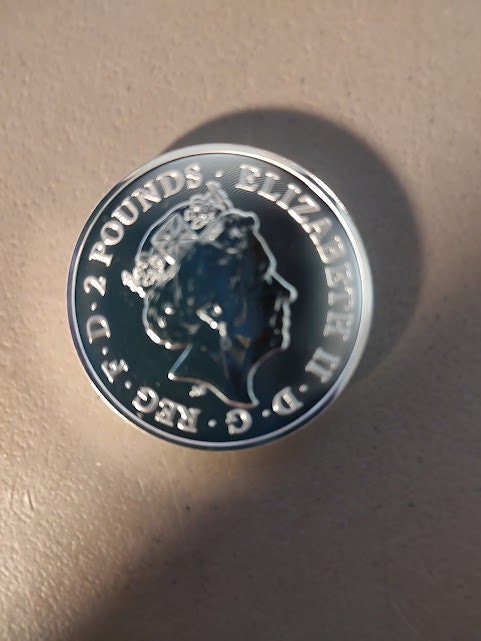 ELIZABETH II · D · G · REG · F · D · 2 POUNDS ·